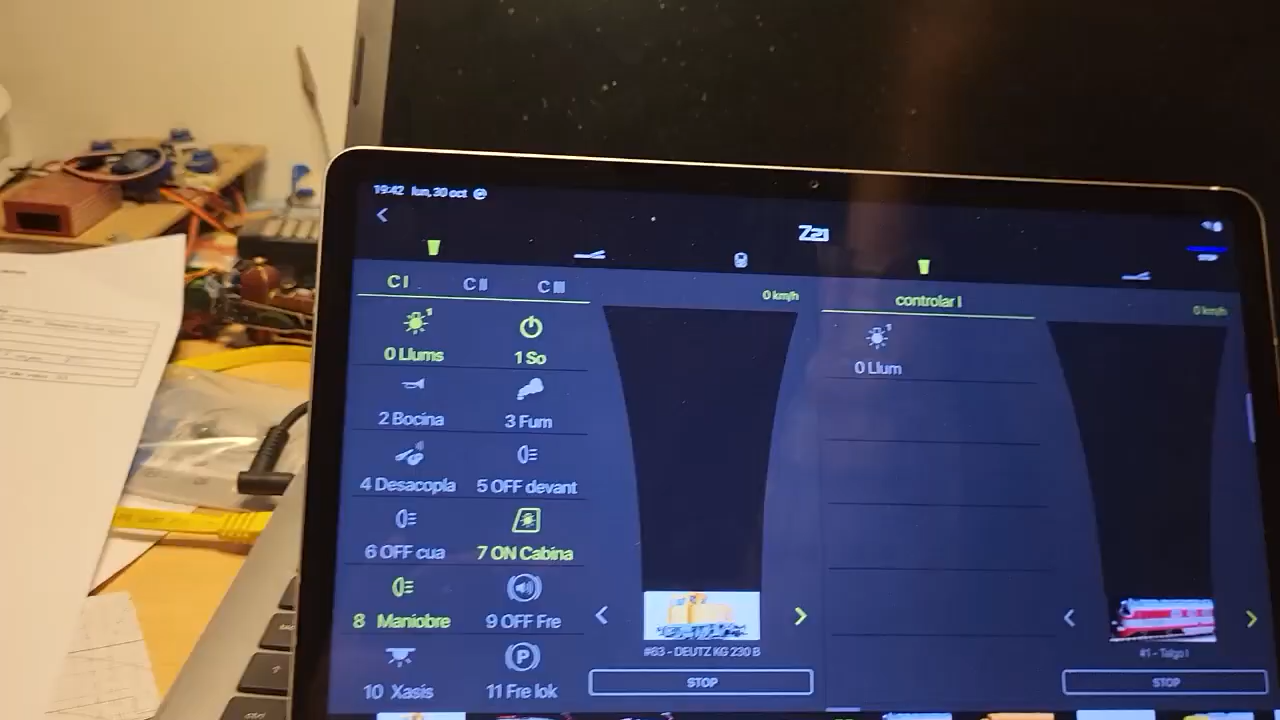 19:42 lun, 30 oct @
Z21
STOP
C I C II C III
0 km/h
controlar I
0 km/h
0 Llums 1 So
0 Llum
2 Bocina 3 Fum
4 Desacopla 5 OFF devant
6 OFF cua 7 ON Cabina
8 Maniobre 9 OFF Fre
10 Xasis 11 Fre lok
#63 - DEUTZ KG 230 B
#1 - Talgo I
STOP
STOP